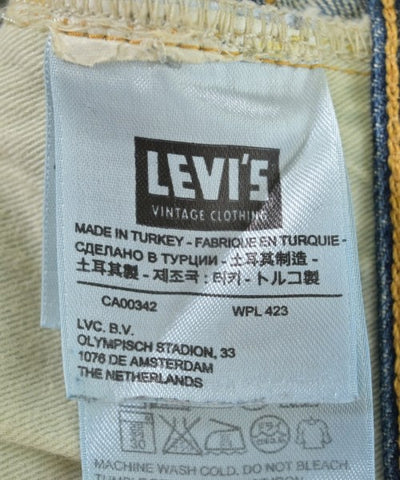 LEVI'S
VINTAGE CLOTHING
MADE IN TURKEY - FABRIQUE EN TURQUIE -
СДЕЛАНО В ТУРЦИИ - 土耳其制造 -
土耳其製 - 제조국 : 터키 - トルコ製
CA00342 WPL 423
LVC. B.V.
OLYMPISCH STADION, 33
1076 DE AMSTERDAM
THE NETHERLANDS
MACHINE WASH COLD. DO NOT BLEACH.